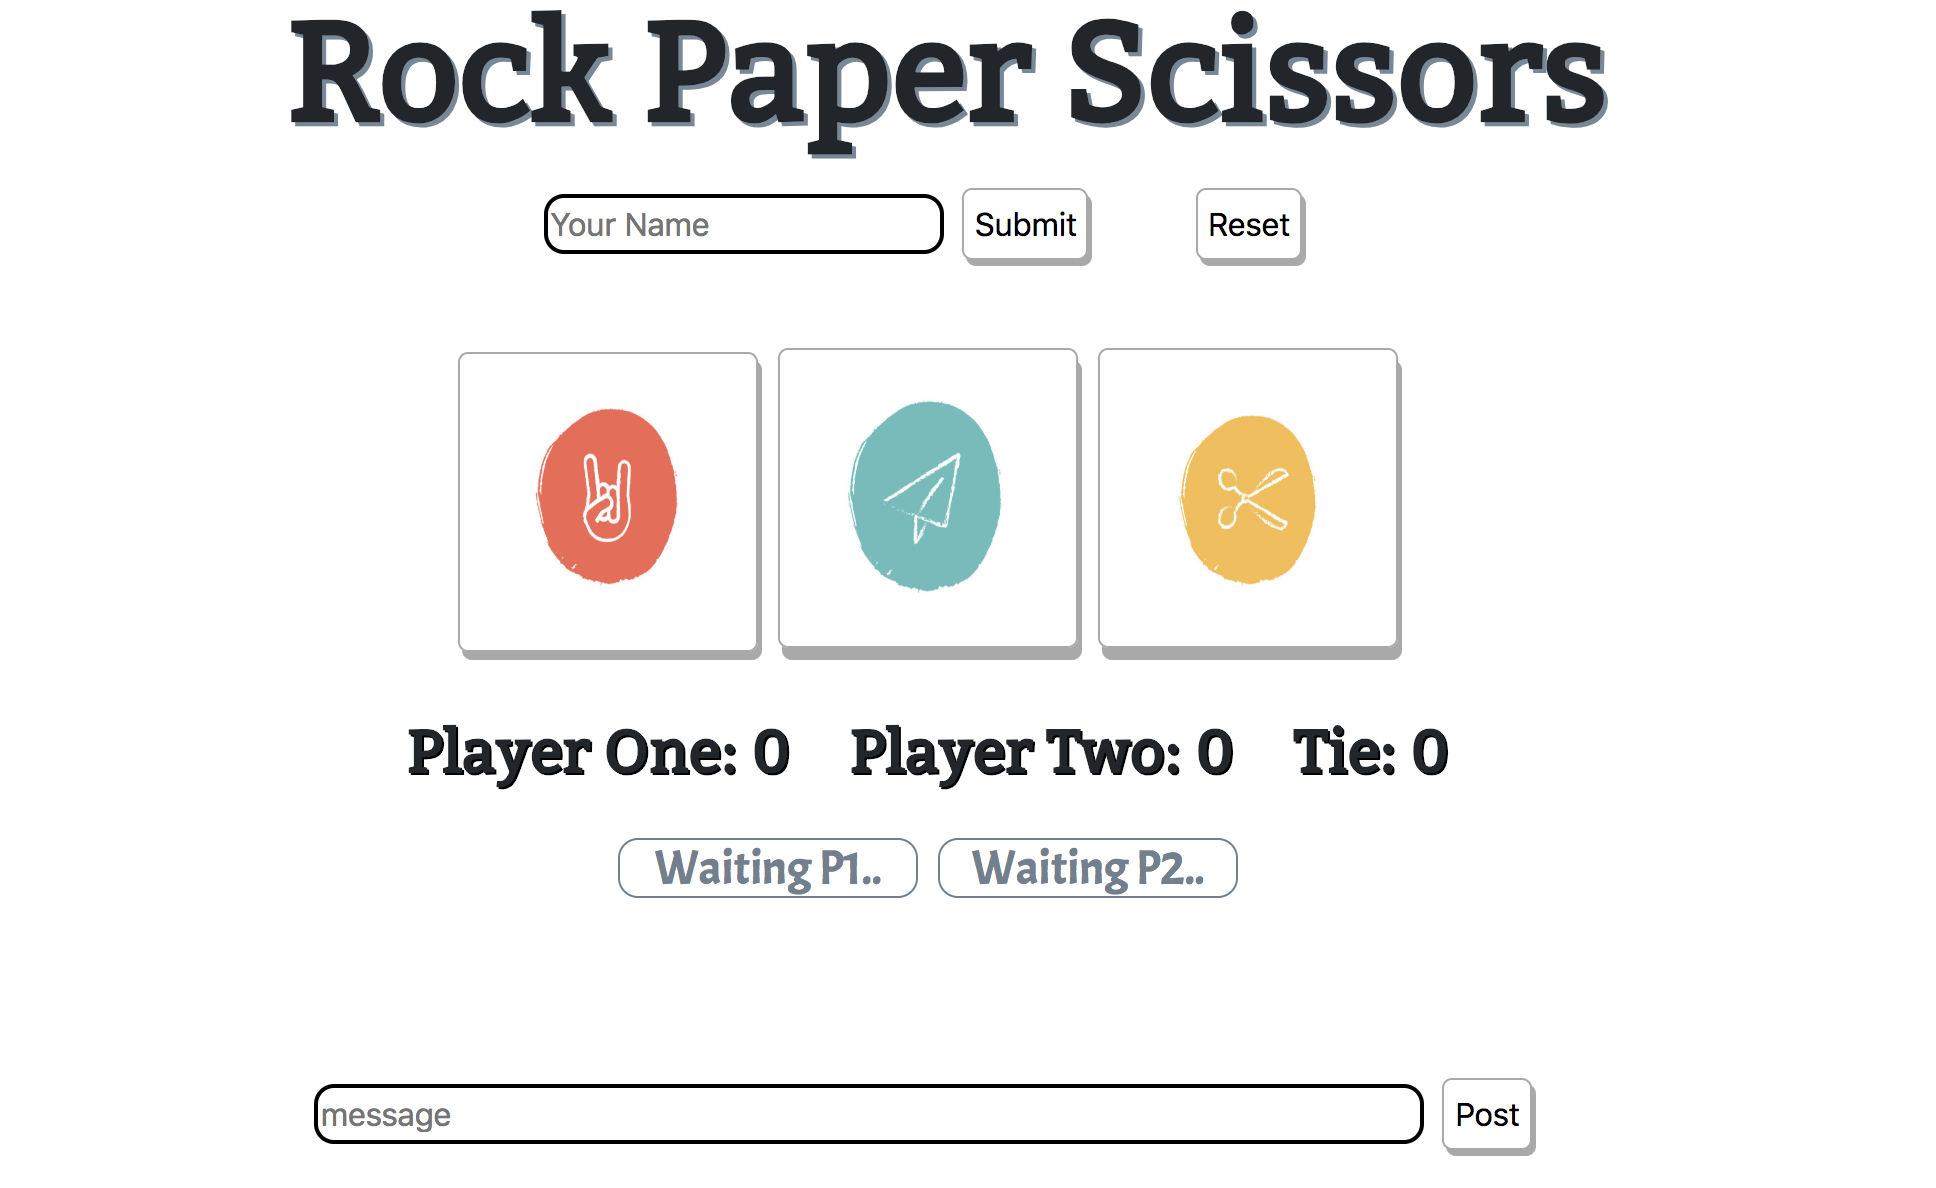 Rock Paper Scissors
Your Name Submit Reset
Player One: 0 Player Two: 0 Tie: 0
Waiting P1.. Waiting P2..
message Post